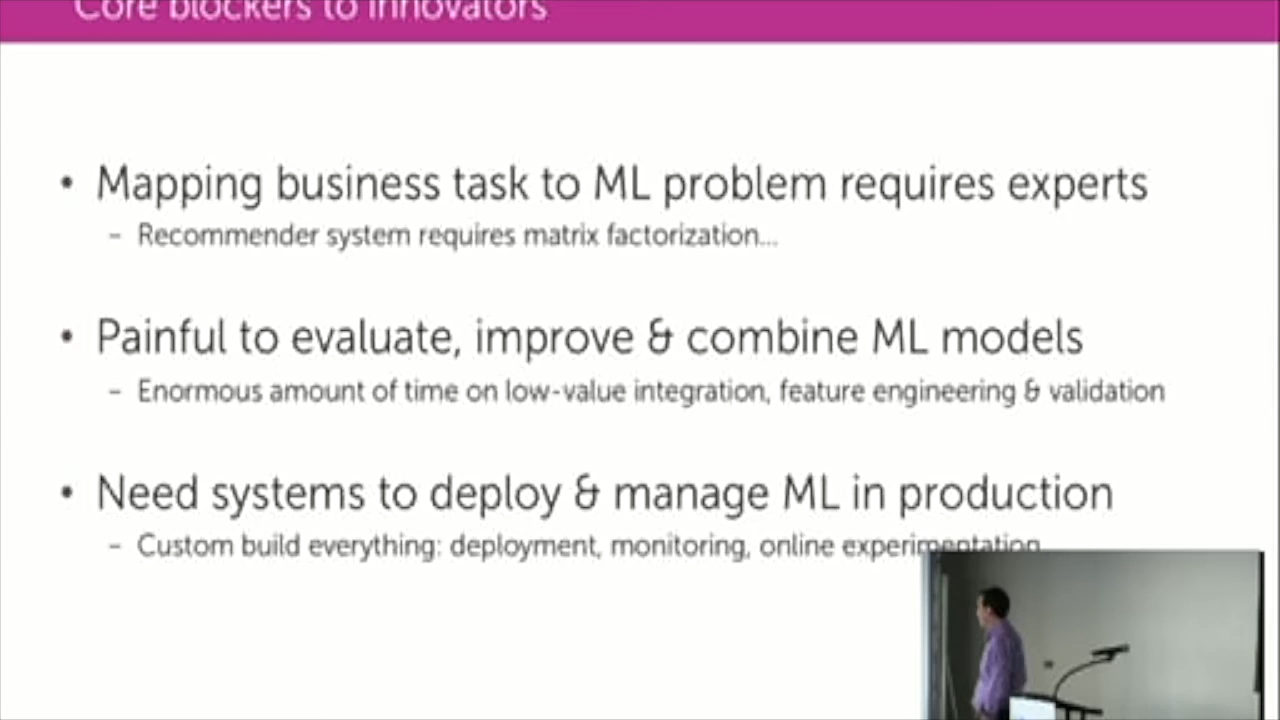 Core blockers to innovators
• Mapping business task to ML problem requires experts
– Recommender system requires matrix factorization...
• Painful to evaluate, improve & combine ML models
– Enormous amount of time on low-value integration, feature engineering & validation
• Need systems to deploy & manage ML in production
– Custom build everything: deployment, monitoring, online experimentation